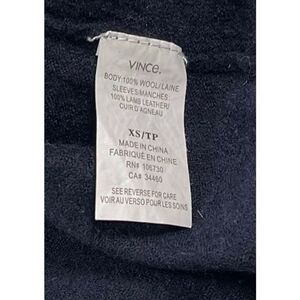 VINCE.
BODY:100% WOOL/LAINE
SLEEVES/MANCHES:
100% LAMB LEATHER/
CUIR D'AGNEAU
XS/TP
MADE IN CHINA
FABRIQUÉ EN CHINE
RN# 106730
CA# 34460
SEE REVERSE FOR CARE
VOIR AU VERSO POUR LES SOINS